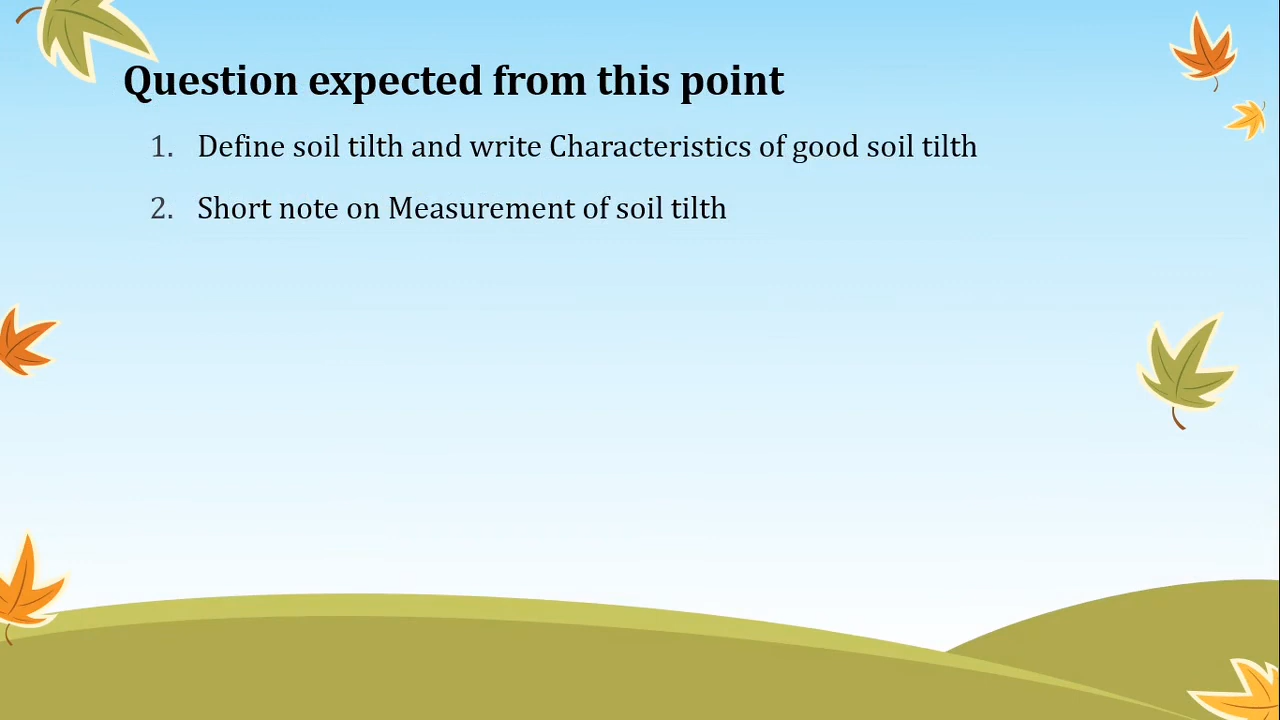 Question expected from this point
1. Define soil tilth and write Characteristics of good soil tilth
2. Short note on Measurement of soil tilth